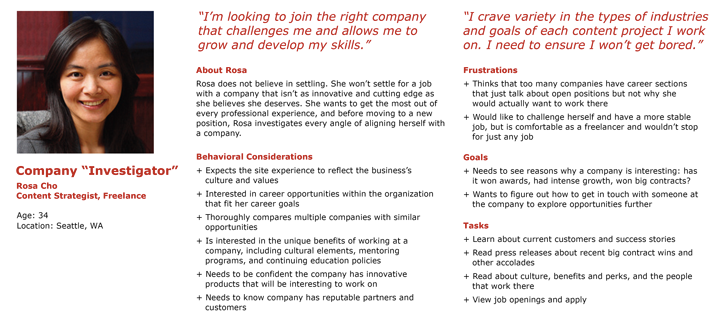 Company “Investigator”
Rosa Cho
Content Strategist, Freelance
Age: 34
Location: Seattle, WA
“I’m looking to join the right company
that challenges me and allows me to
grow and develop my skills.”
About Rosa
Rosa does not believe in settling. She won’t settle for a job
with a company that isn’t as innovative and cutting edge as
she believes she deserves. She wants to get the most out of
every professional experience, and before moving to a new
position, Rosa investigates every angle of aligning herself with
a company.
Behavioral Considerations
+ Expects the site experience to reflect the business’s
culture and values
+ Interested in career opportunities within the organization
that fit her career goals
+ Thoroughly compares multiple companies with similar
opportunities
+ Is interested in the unique benefits of working at a
company, including cultural elements, mentoring
programs, and continuing education policies
+ Needs to be confident the company has innovative
products that will be interesting to work on
+ Needs to know company has reputable partners and
customers
“I crave variety in the types of industries
and goals of each content project I work
on. I need to ensure I won’t get bored.”
Frustrations
+ Thinks that too many companies have career sections
that just talk about open positions but not why she
would actually want to work there
+ Would like to challenge herself and have a more stable
job, but is comfortable as a freelancer and wouldn’t stop
for just any job
Goals
+ Needs to see reasons why a company is interesting: has
it won awards, had intense growth, won big contracts?
+ Wants to figure out how to get in touch with someone at
the company to explore opportunities further
Tasks
+ Learn about current customers and success stories
+ Read press releases about recent big contract wins and
other accolades
+ Read about culture, benefits and perks, and the people
that work there
+ View job openings and apply